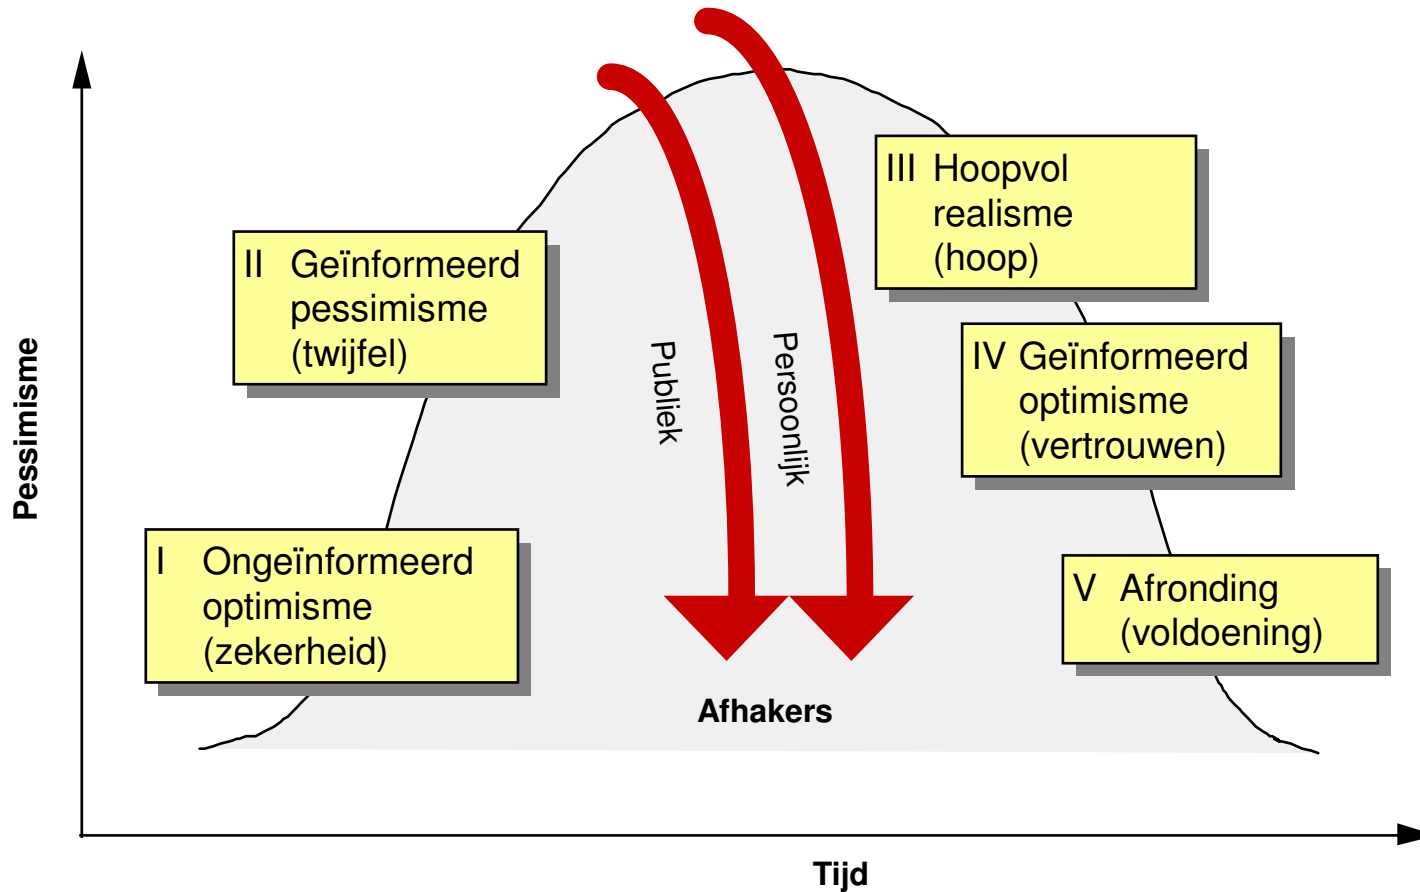 Pessimisme
I Ongeïnformeerd
optimisme
(zekerheid)
II Geïnformeerd
pessimisme
(twijfel)
Publiek
Persoonlijk
III Hoopvol
realisme
(hoop)
IV Geïnformeerd
optimisme
(vertrouwen)
V Afronding
(voldoening)
Afhakers
Tijd